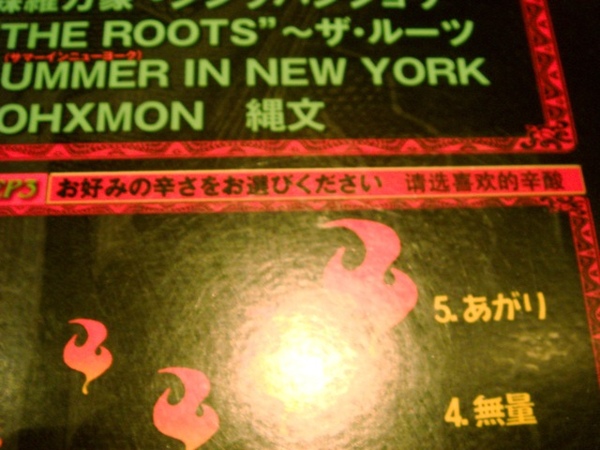 THE ROOTS”〜ザ・ルーツ
(サマーインニューヨーク)
UMMER IN NEW YORK
OHXMON 縄文
お好みの辛さをお選びください 请选喜欢的辛酸
5. あがり
4. 無量